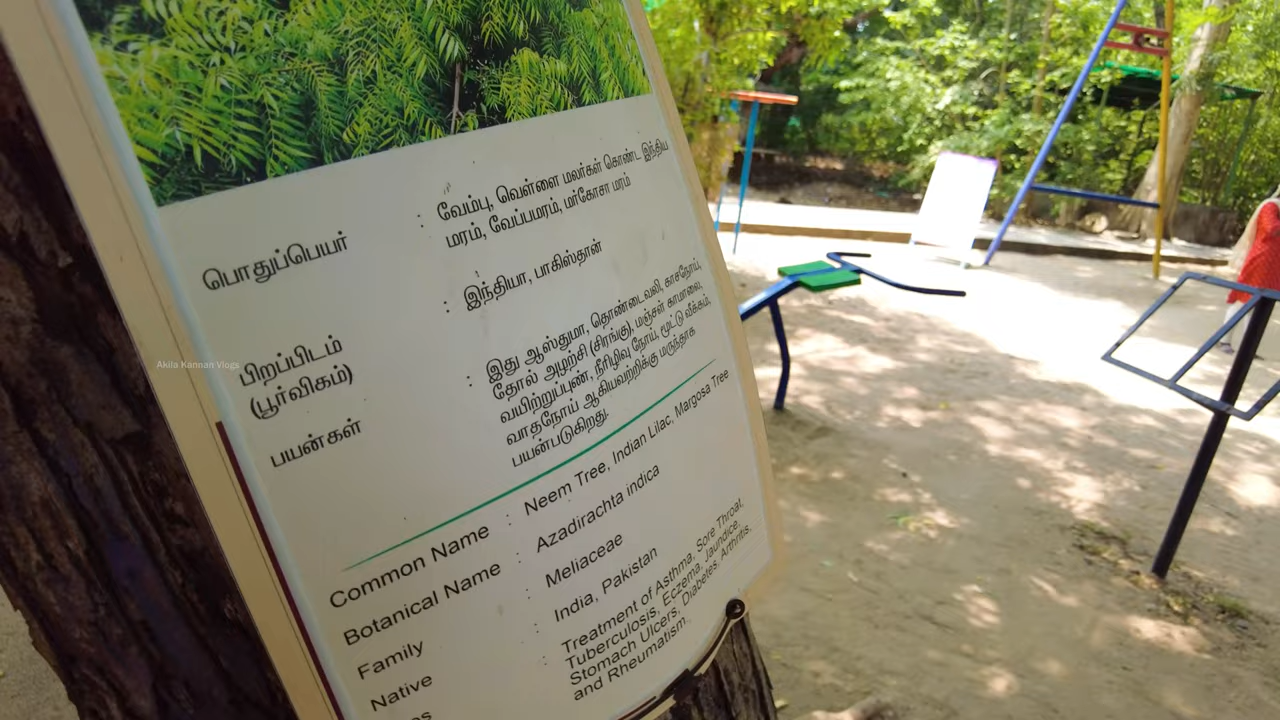 பொதுப்பெயர் : வேம்பு, வெள்ளை மலர்கள் கொண்ட இந்திய
மரம், வேப்பமரம், மர்கோசா மரம்
பிறப்பிடம் : இந்தியா, பாகிஸ்தான்
(பூர்விகம்)
பயன்கள் : இது ஆஸ்துமா, தொண்டைவலி, காசநோய்,
தோல் அழற்சி (சிரங்கு), மஞ்சள் காமாலை,
வயிற்றுப்புண், நீரிழிவு நோய், மூட்டு வீக்கம்,
வாதநோய் ஆகியவற்றிக்கு மருந்தாக
பயன்படுகிறது.
Common Name : Neem Tree, Indian Lilac, Margosa Tree
Botanical Name : Azadirachta indica
Family : Meliaceae
Native : India, Pakistan
: Treatment of Asthma, Sore Throat,
Tuberculosis, Eczema, Jaundice,
Stomach Ulcers, Diabetes, Arthritis,
and Rheumatism.
Akila Kannan Vlogs